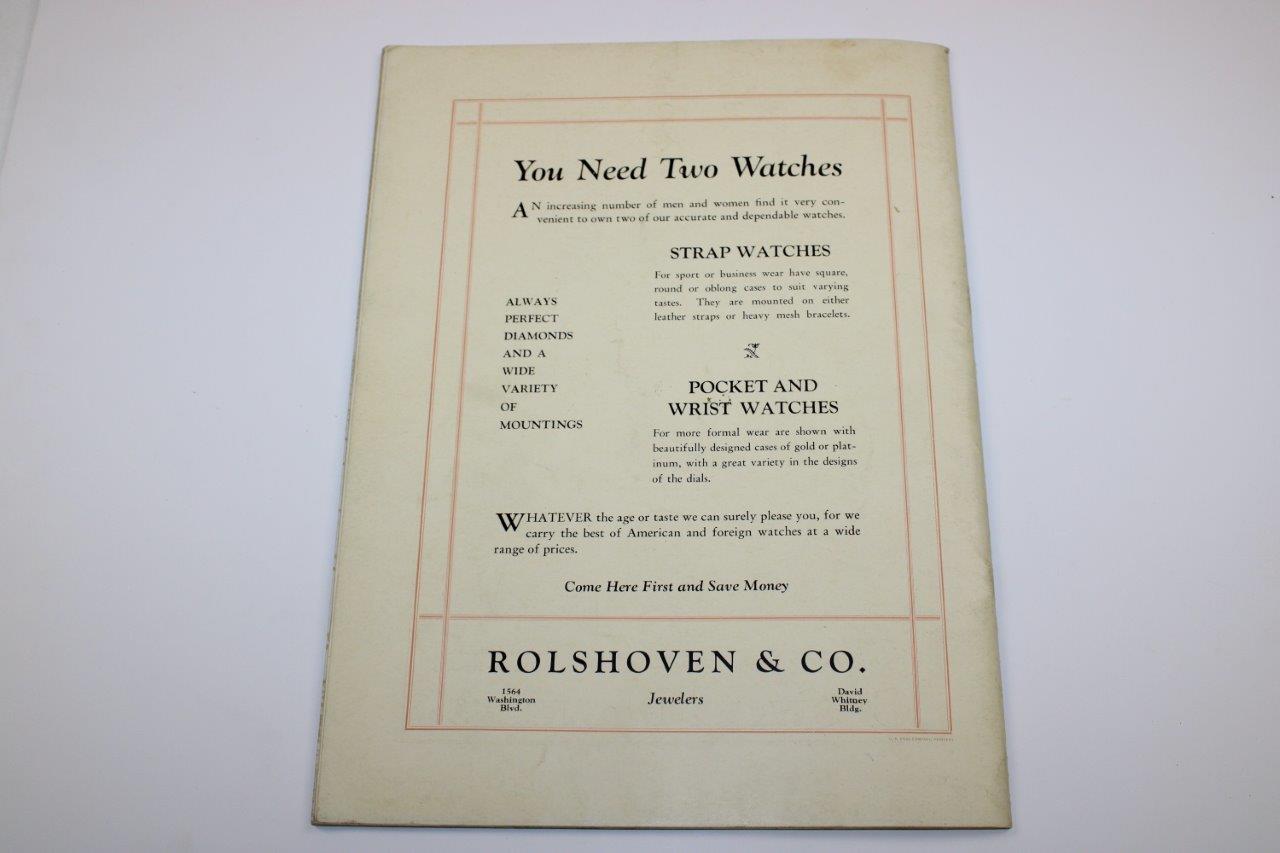 You Need Two Watches
AN increasing number of men and women find it very con-
venient to own two of our accurate and dependable watches.
ALWAYS
PERFECT
DIAMONDS
AND A
WIDE
VARIETY
OF
MOUNTINGS
STRAP WATCHES
For sport or business wear have square,
round or oblong cases to suit varying
tastes. They are mounted on either
leather straps or heavy mesh bracelets.
POCKET AND
WRIST WATCHES
For more formal wear are shown with
beautifully designed cases of gold or plat-
inum, with a great variety in the designs
of the dials.
WHATEVER the age or taste we can surely please you, for we
carry the best of American and foreign watches at a wide
range of prices.
Come Here First and Save Money
ROLSHOVEN & CO.
1564
Washington
Blvd.
Jewelers
David
Whitney
Bldg.